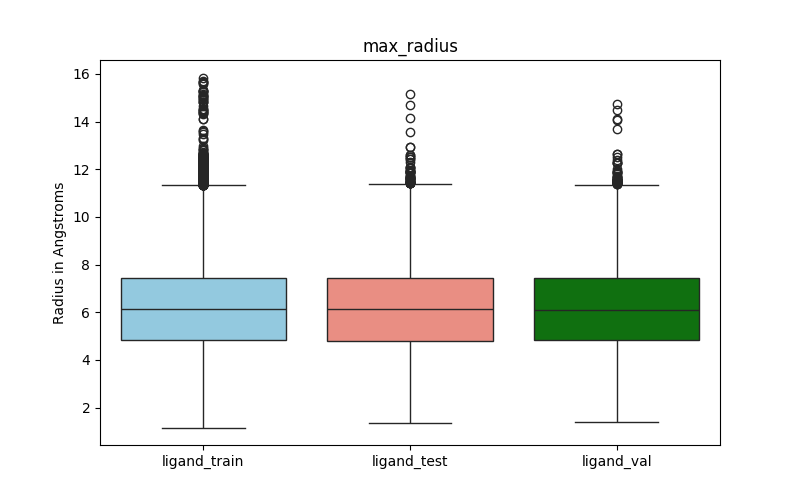 max_radius
Radius in Angstroms
16
14
12
10
8
6
4
2
ligand_train
ligand_test
ligand_val